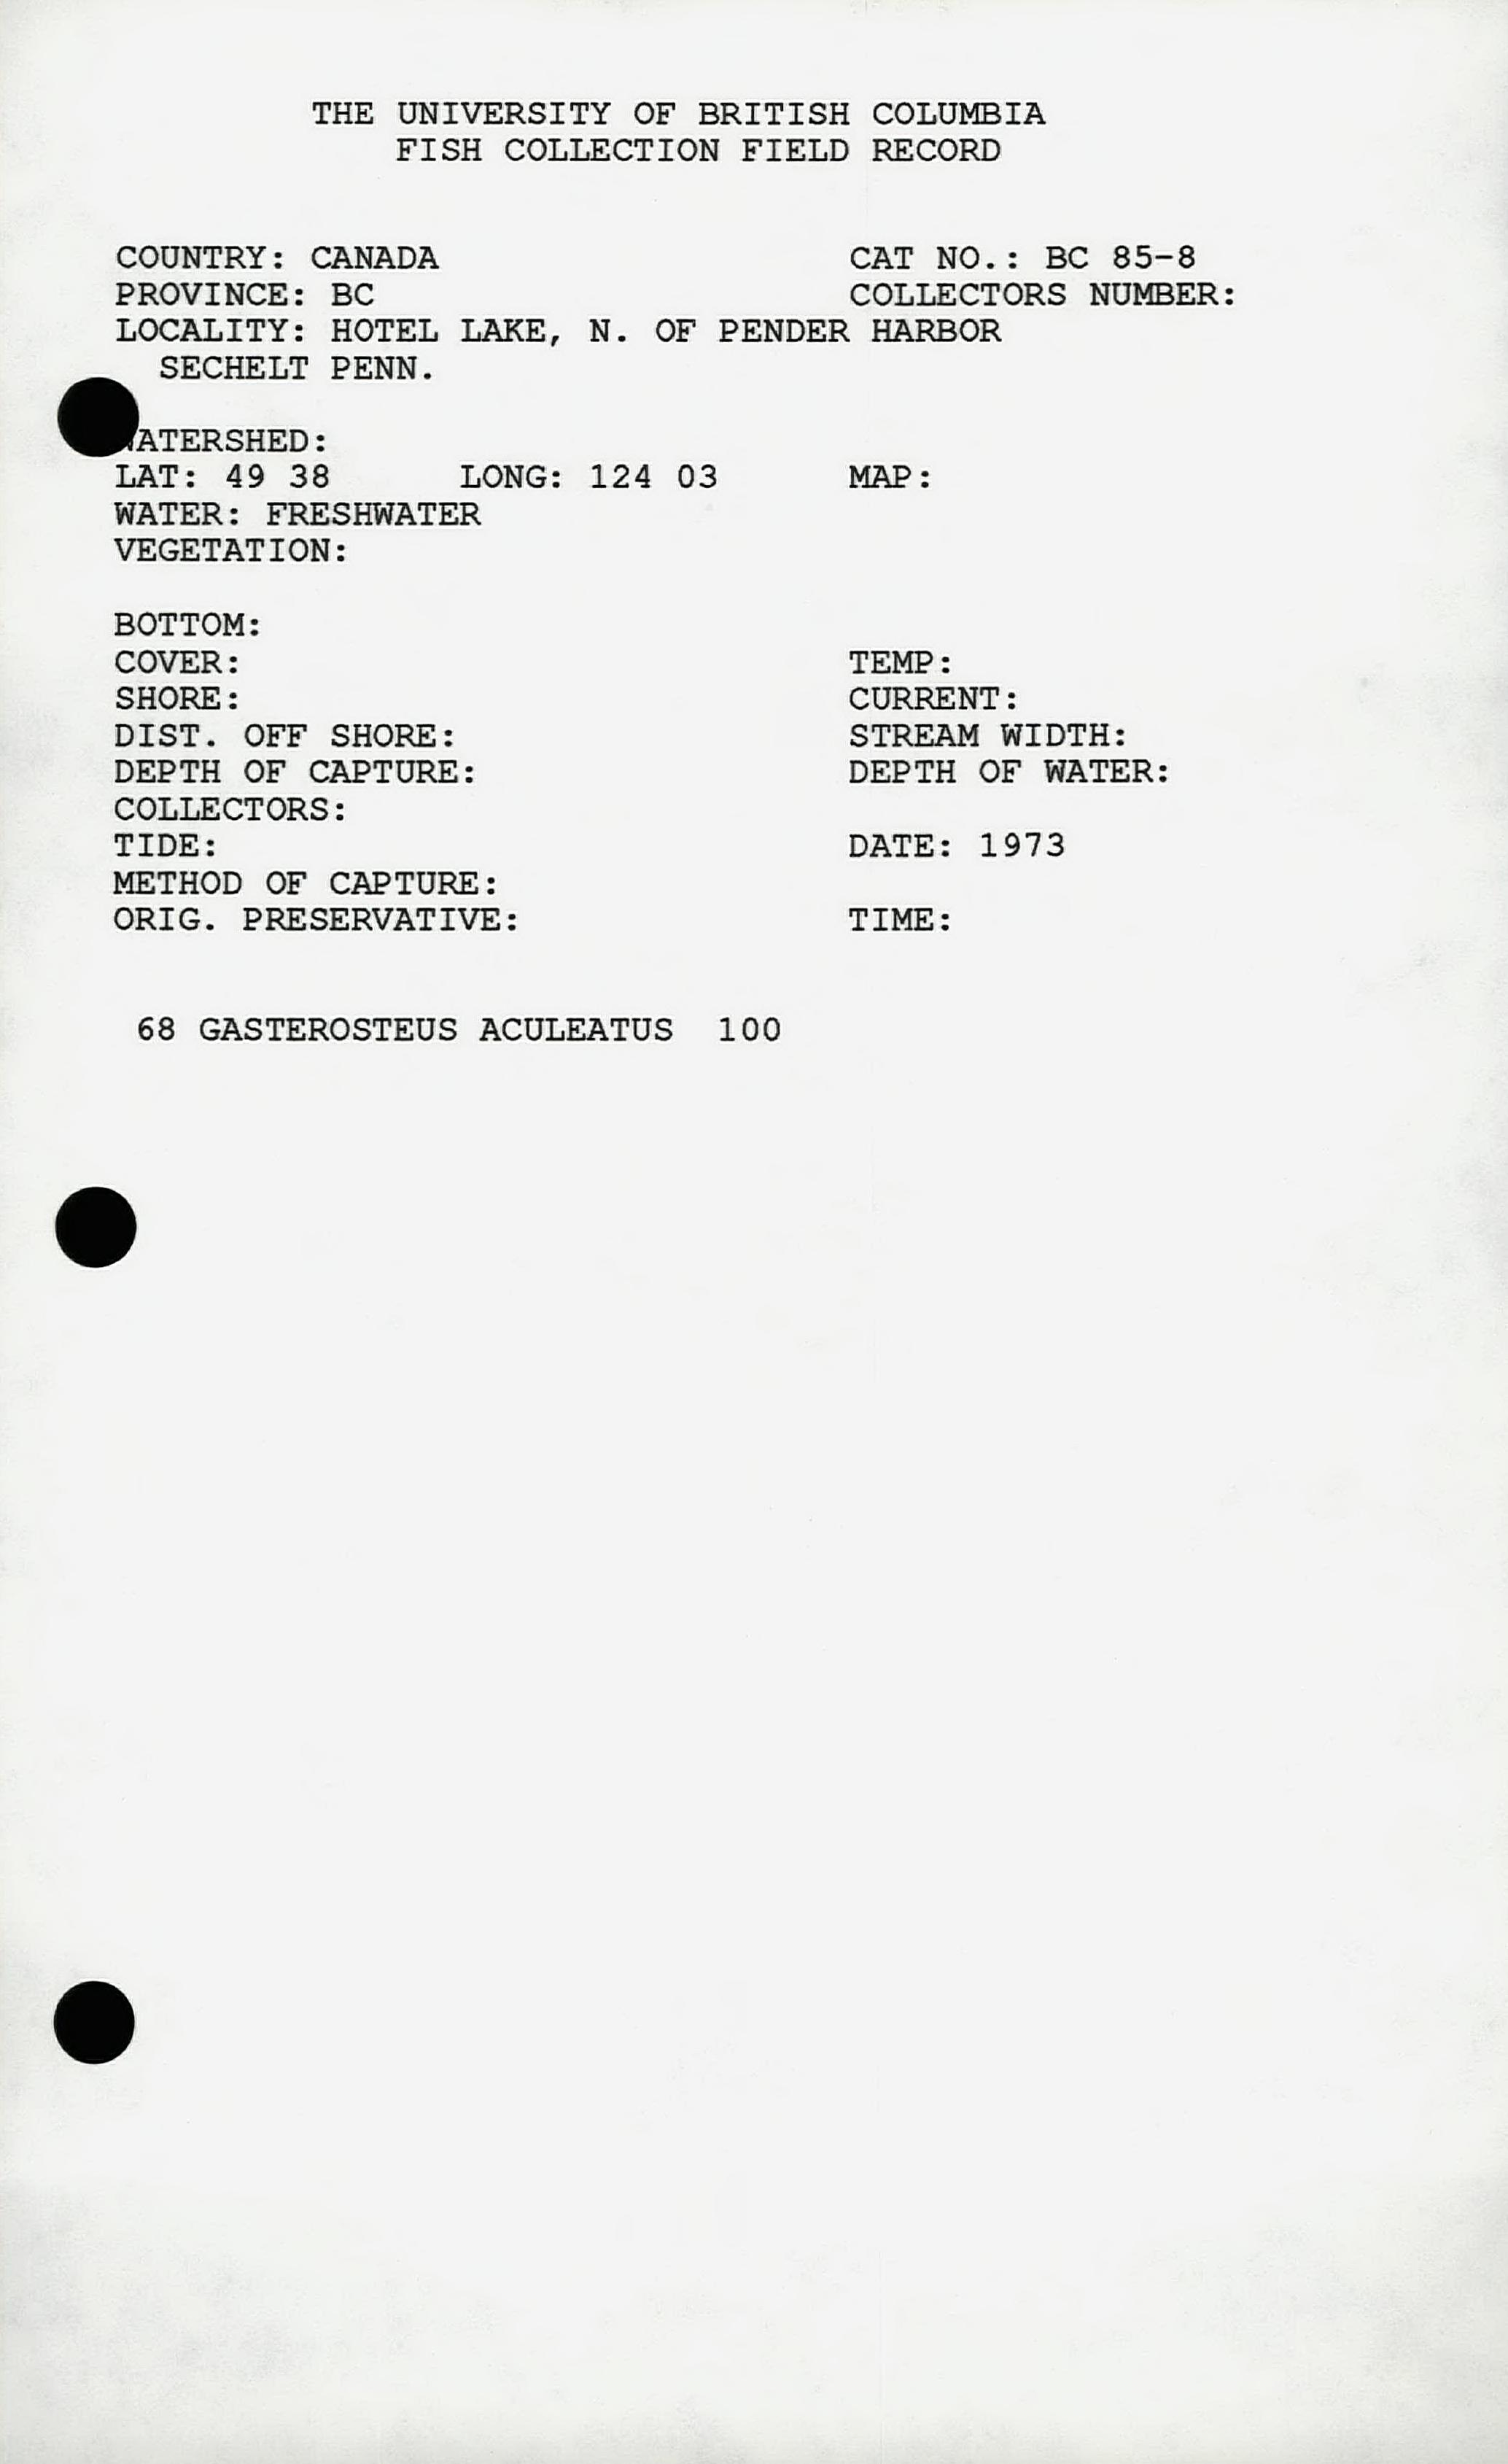 THE UNIVERSITY OF BRITISH COLUMBIA
FISH COLLECTION FIELD RECORD
COUNTRY: CANADA CAT NO.: BC 85-8
PROVINCE: BC COLLECTORS NUMBER:
LOCALITY: HOTEL LAKE, N. OF PENDER HARBOR
SECHELT PENN.
WATERSHED:
LAT: 49 38 LONG: 124 03 MAP:
WATER: FRESHWATER
VEGETATION:
BOTTOM:
COVER: TEMP:
SHORE: CURRENT:
DIST. OFF SHORE: STREAM WIDTH:
DEPTH OF CAPTURE: DEPTH OF WATER:
COLLECTORS:
TIDE: DATE: 1973
METHOD OF CAPTURE:
ORIG. PRESERVATIVE: TIME:
68 GASTEROSTEUS ACULEATUS 100